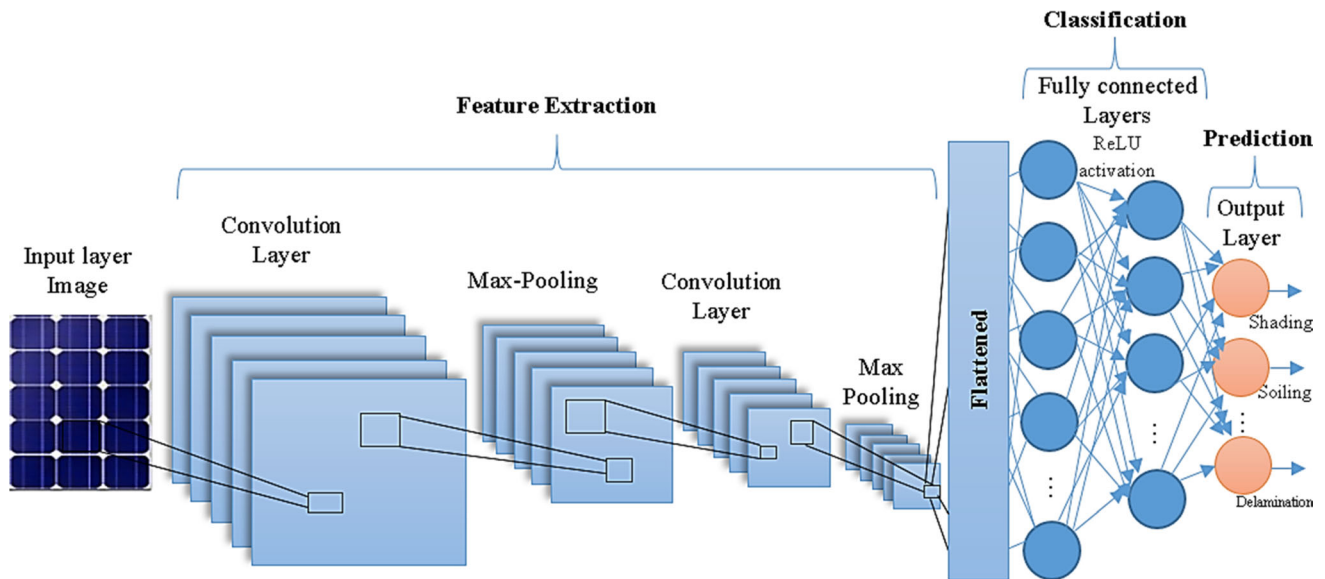 Classification
Fully connected
Layers
ReLU
activation
Feature Extraction
Prediction
Output
Layer
Convolution
Layer
Input layer
Image
Max-Pooling
Convolution
Layer
Max
Pooling
Flattened
Shading
Soiling
Delamination